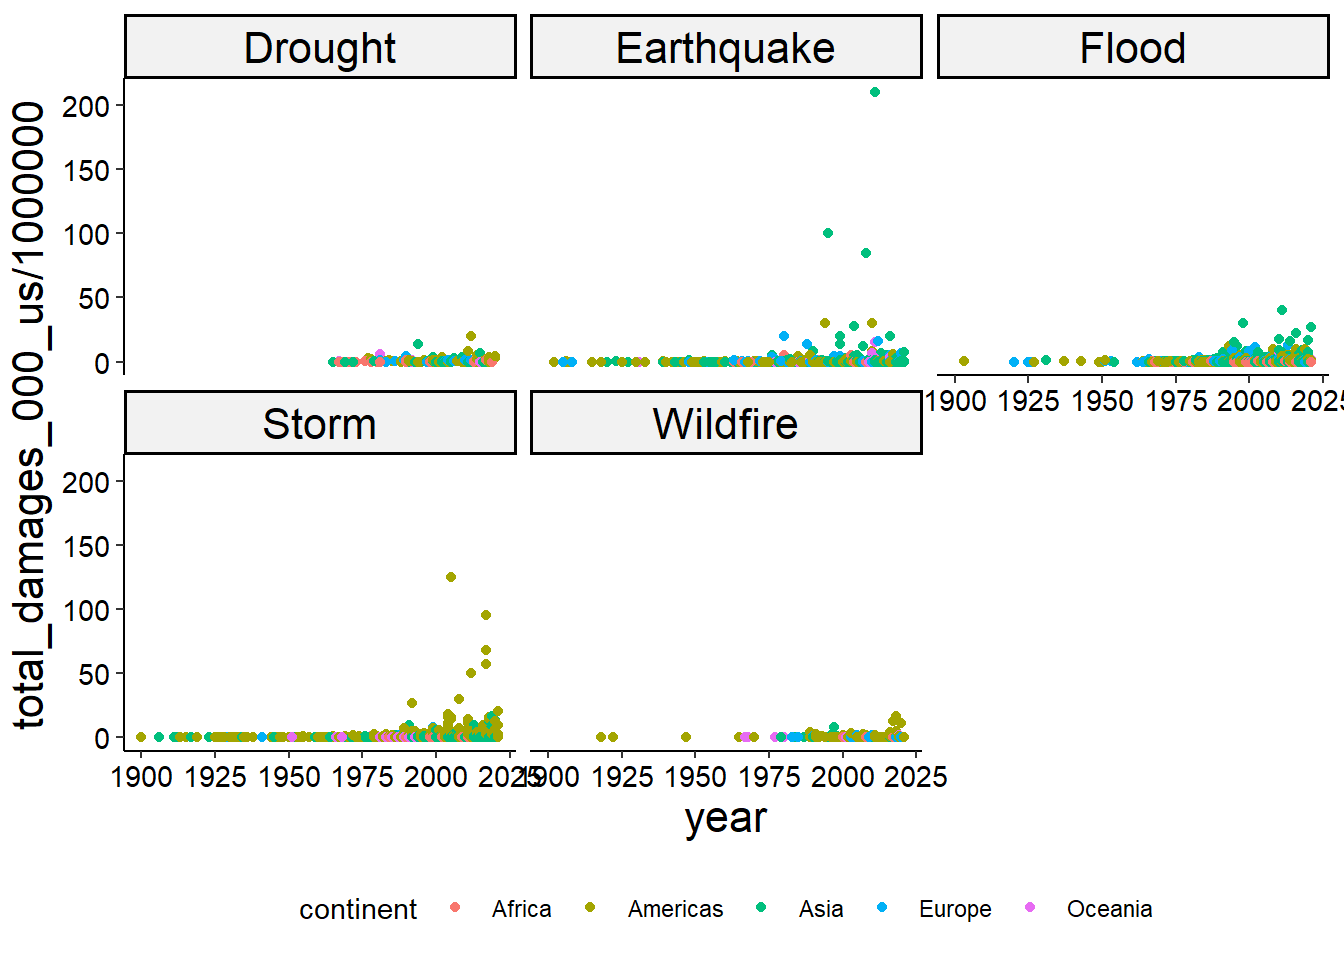 Drought Earthquake Flood
total_damages_000_us/1000000
200
150
100
50
0
1900 1925 1950 1975 2000 2025
Storm Wildfire
200
150
100
50
0
1900 1925 1950 1975 2000 2025 1900 1925 1950 1975 2000 2025
year
continent Africa Americas Asia Europe Oceania